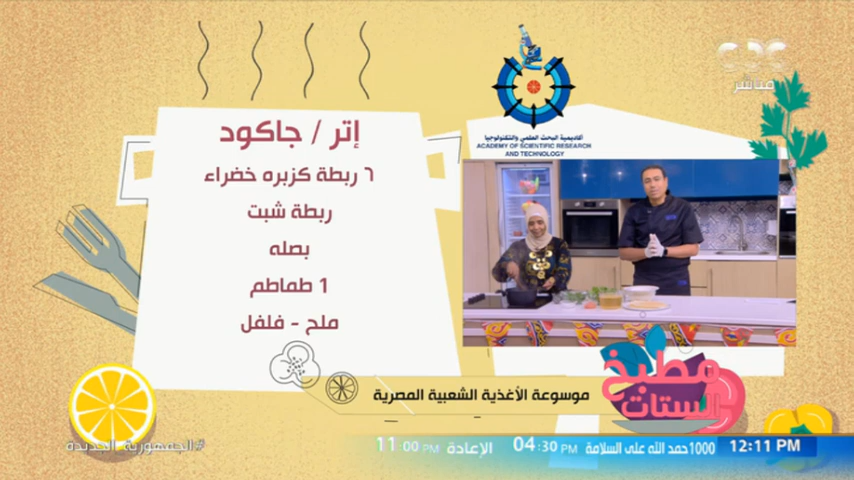 cbc
مباشر
أكاديمية البحث العلمي والتكنولوجيا
ACADEMY OF SCIENTIFIC RESEARCH
AND TECHNOLOGY
إتر / جاكود
٦ ربطة كزبره خضراء
ربطة شبت
بصله
1 طماطم
ملح - فلفل
مطبخ
الستات
موسوعة الأغذية الشعبية المصرية
#الجمهورية_الجديدة
12:11 PM
1000 حمد الله على السلامة
04:30 PM
الإعادة
11:00 PM